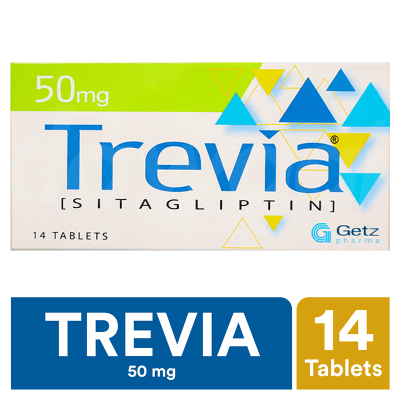 50mg
Trevia®
[SITAGLIPTIN]
14 TABLETS
Getz
pharma
TREVIA
50 mg
14
Tablets